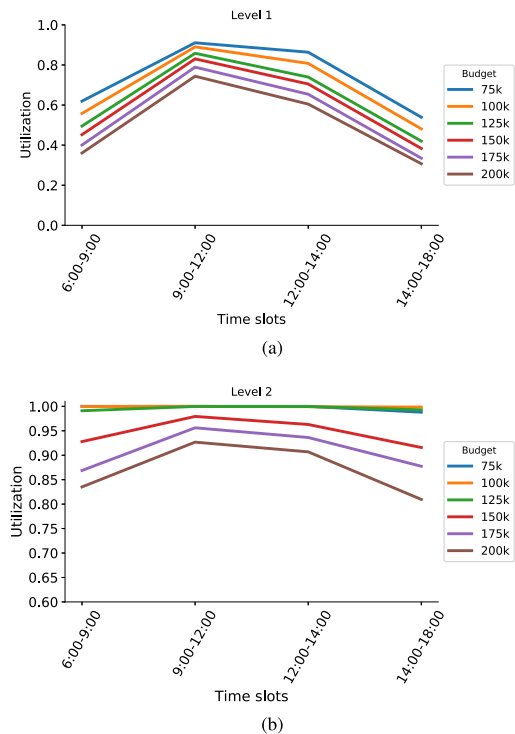 Level 1
1.0
0.8
0.6
0.4
0.2
0.0
Utilization
6:00-9:00
9:00-12:00
12:00-14:00
14:00-18:00
Time slots
Budget
75k
100k
125k
150k
175k
200k
(a)
Level 2
1.00
0.95
0.90
0.85
0.80
0.75
0.70
0.65
0.60
Utilization
6:00-9:00
9:00-12:00
12:00-14:00
14:00-18:00
Time slots
Budget
75k
100k
125k
150k
175k
200k
(b)